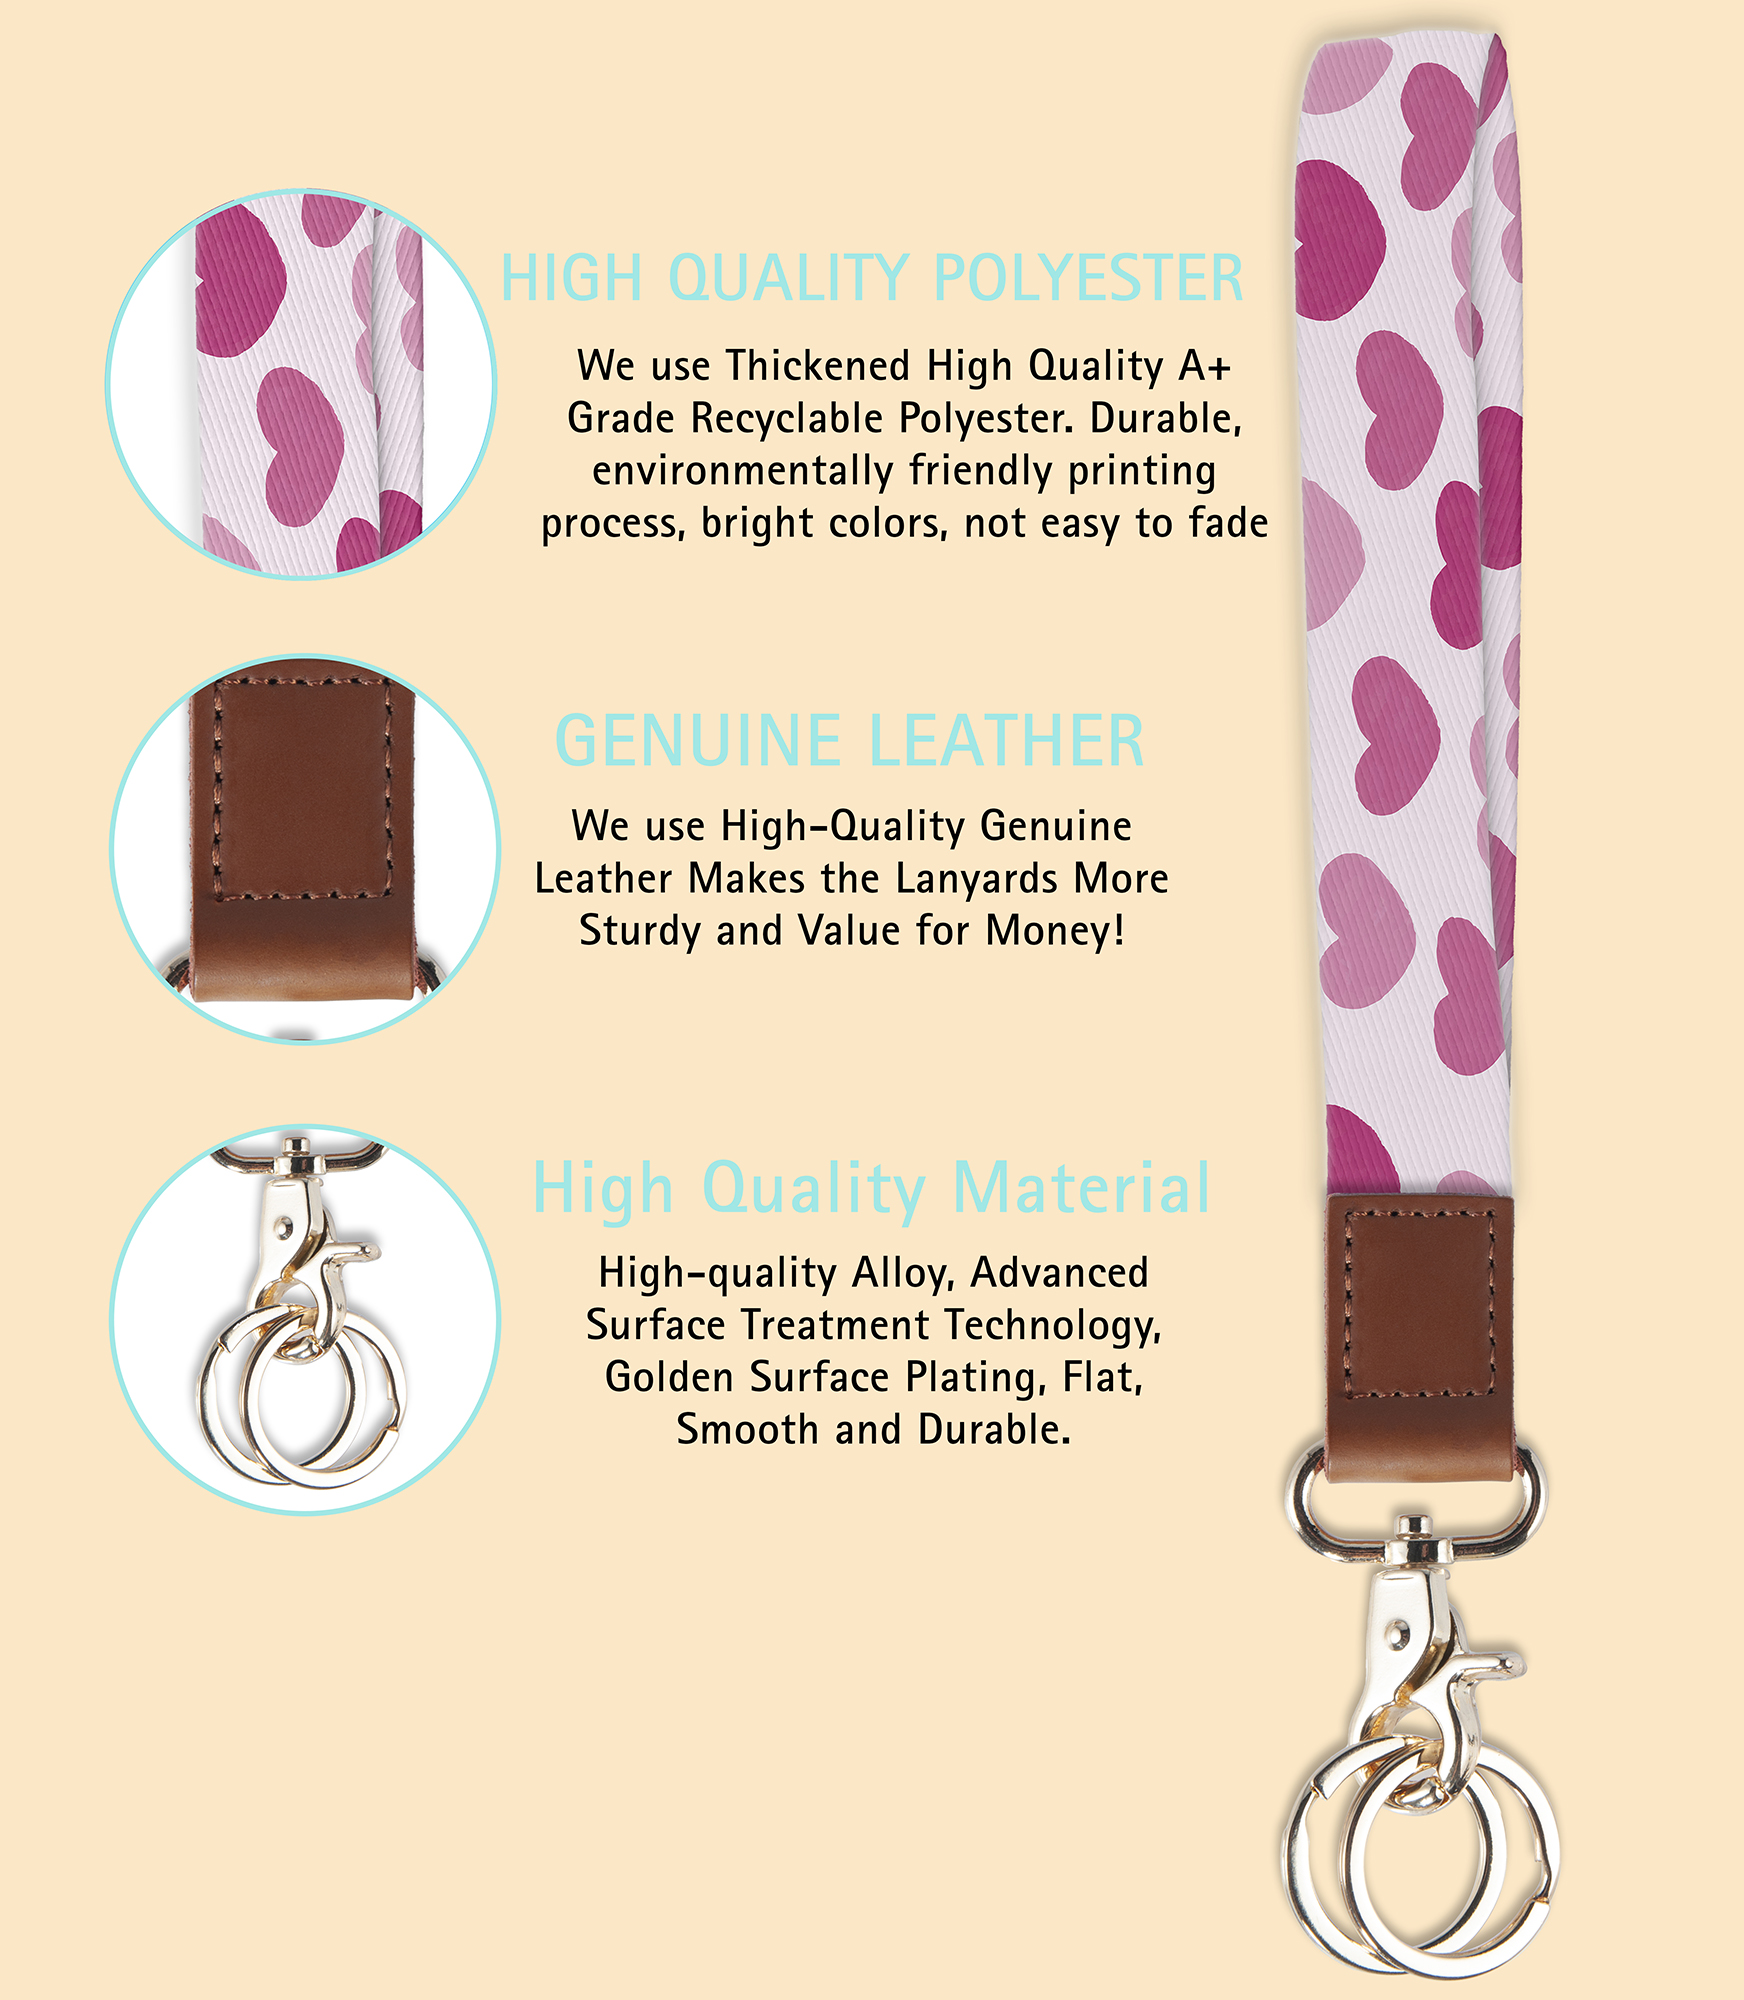 HIGH QUALITY POLYESTER
We use Thickened High Quality A+
Grade Recyclable Polyester. Durable,
environmentally friendly printing
process, bright colors, not easy to fade
GENUINE LEATHER
We use High-Quality Genuine
Leather Makes the Lanyards More
Sturdy and Value for Money!
High Quality Material
High-quality Alloy, Advanced
Surface Treatment Technology,
Golden Surface Plating, Flat,
Smooth and Durable.